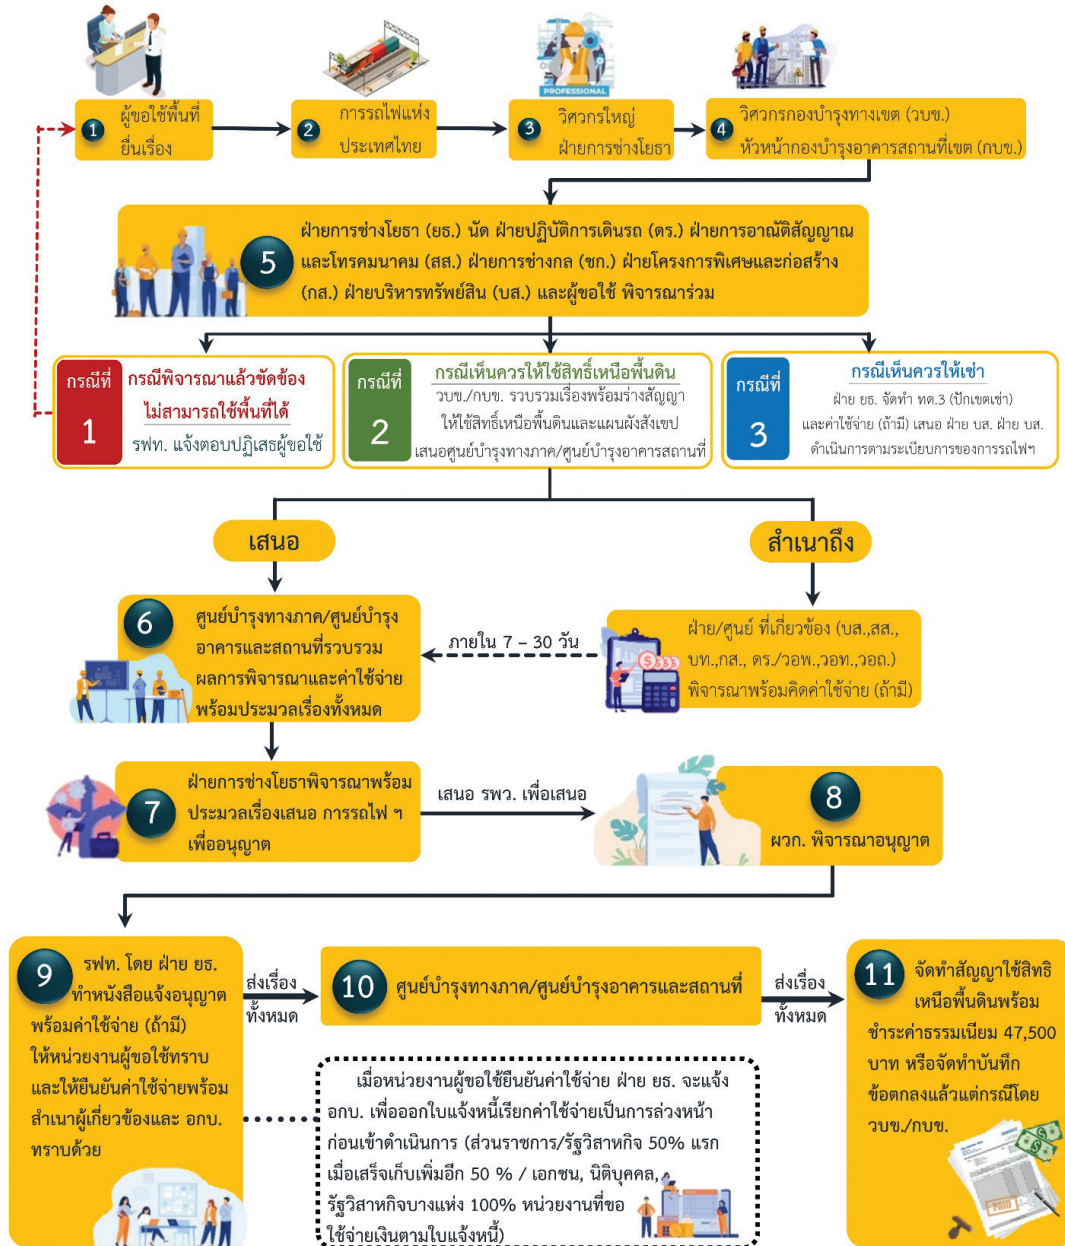 1
ผู้ขอใช้พื้นที่
ยื่นเรื่อง
2
การรถไฟแห่ง
ประเทศไทย
PROFESSIONAL
3
วิศวกรใหญ่
ฝ่ายการช่างโยธา
4
วิศวกรกองบำรุงทางเขต (วบข.)
หัวหน้ากองบำรุงอาคารสถานที่เขต (กบข.)
5
ฝ่ายการช่างโยธา (ยธ.) นัด ฝ่ายปฏิบัติการเดินรถ (ดร.) ฝ่ายการอาณัติสัญญาณ
และโทรคมนาคม (สส.) ฝ่ายการช่างกล (ชก.) ฝ่ายโครงการพิเศษและก่อสร้าง
(กส.) ฝ่ายบริหารทรัพย์สิน (บส.) และผู้ขอใช้ พิจารณาร่วม
กรณีที่
1
กรณีพิจารณาแล้วขัดข้อง
ไม่สามารถใช้พื้นที่ได้
รฟท. แจ้งตอบปฏิเสธผู้ขอใช้
กรณีที่
2
กรณีเห็นควรให้ใช้สิทธิ์เหนือพื้นดิน
วบข./กบข. รวบรวมเรื่องพร้อมร่างสัญญา
ให้ใช้สิทธิ์เหนือพื้นดินและแผนผังสังเขป
เสนอศูนย์บำรุงทางภาค/ศูนย์บำรุงอาคารสถานที่
กรณีที่
3
กรณีเห็นควรให้เช่า
ฝ่าย ยธ. จัดทำ ทด.3 (ปักเขตเช่า)
และค่าใช้จ่าย (ถ้ามี) เสนอ ฝ่าย บส. ฝ่าย บส.
ดำเนินการตามระเบียบการของการรถไฟฯ
เสนอ
สำเนาถึง
6
ศูนย์บำรุงทางภาค/ศูนย์บำรุง
อาคารและสถานที่รวบรวม
ผลการพิจารณาและค่าใช้จ่าย
พร้อมประมวลเรื่องทั้งหมด
ภายใน 7 – 30 วัน
ฝ่าย/ศูนย์ ที่เกี่ยวข้อง (บส.,สส.,
บท.,กส., ดร./วอพ.,วอท.,วอถ.)
พิจารณาพร้อมคิดค่าใช้จ่าย (ถ้ามี)
7
ฝ่ายการช่างโยธาพิจารณาพร้อม
ประมวลเรื่องเสนอ การรถไฟ ฯ
เพื่ออนุญาต
เสนอ รพว. เพื่อเสนอ
8
ผวก. พิจารณาอนุญาต
9
รฟท. โดย ฝ่าย ยธ.
ทำหนังสือแจ้งอนุญาต
พร้อมค่าใช้จ่าย (ถ้ามี)
ให้หน่วยงานผู้ขอใช้ทราบ
และให้ยืนยันค่าใช้จ่ายพร้อม
สำเนาผู้เกี่ยวข้องและ อกบ.
ทราบด้วย
ส่งเรื่อง
ทั้งหมด
10
ศูนย์บำรุงทางภาค/ศูนย์บำรุงอาคารและสถานที่
ส่งเรื่อง
ทั้งหมด
11
จัดทำสัญญาใช้สิทธิ
เหนือพื้นดินพร้อม
ชำระค่าธรรมเนียม 47,500
บาท หรือจัดทำบันทึก
ข้อตกลงแล้วแต่กรณีโดย
วบข./กบข.
เมื่อหน่วยงานผู้ขอใช้ยืนยันค่าใช้จ่าย ฝ่าย ยธ. จะแจ้ง
อกบ. เพื่อออกใบแจ้งหนี้เรียกค่าใช้จ่ายเป็นการล่วงหน้า
ก่อนเข้าดำเนินการ (ส่วนราชการ/รัฐวิสาหกิจ 50% แรก
เมื่อเสร็จเก็บเพิ่มอีก 50 % / เอกชน, นิติบุคคล,
รัฐวิสาหกิจบางแห่ง 100% หน่วยงานที่ขอ
ใช้จ่ายเงินตามใบแจ้งหนี้)
PAID